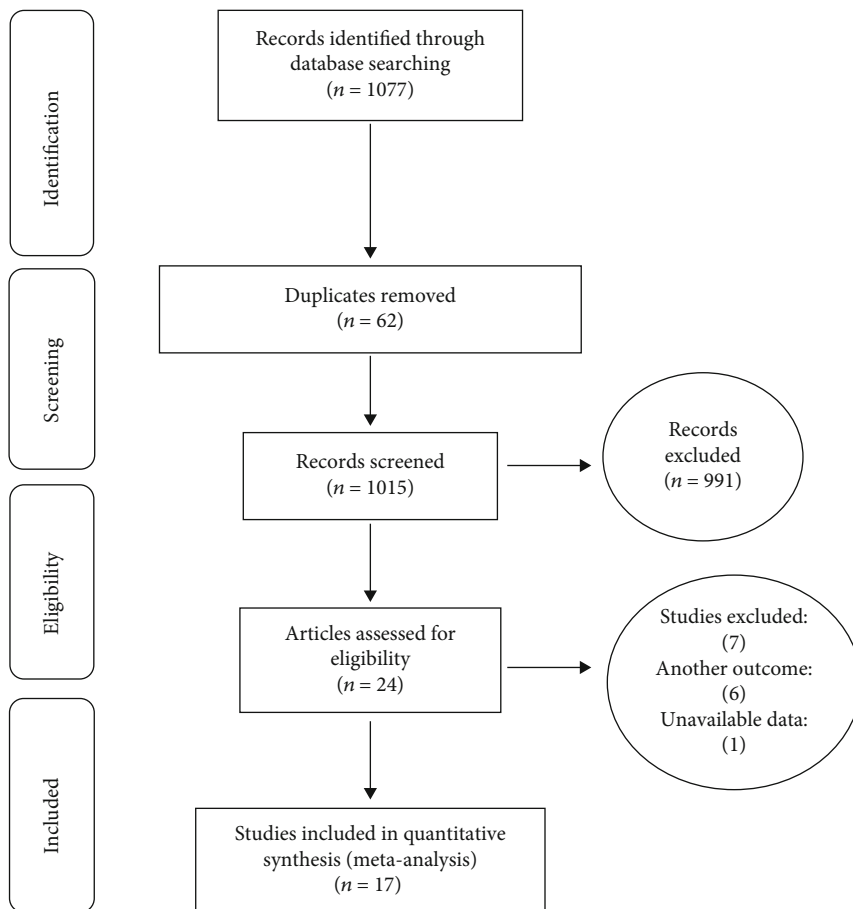 Identification
Records identified through
database searching
(n = 1077)
Duplicates removed
(n = 62)
Screening
Records screened
(n = 1015)
Records
excluded
(n = 991)
Eligibility
Articles assessed for
eligibility
(n = 24)
Studies excluded:
(7)
Another outcome:
(6)
Unavailable data:
(1)
Included
Studies included in quantitative
synthesis (meta-analysis)
(n = 17)